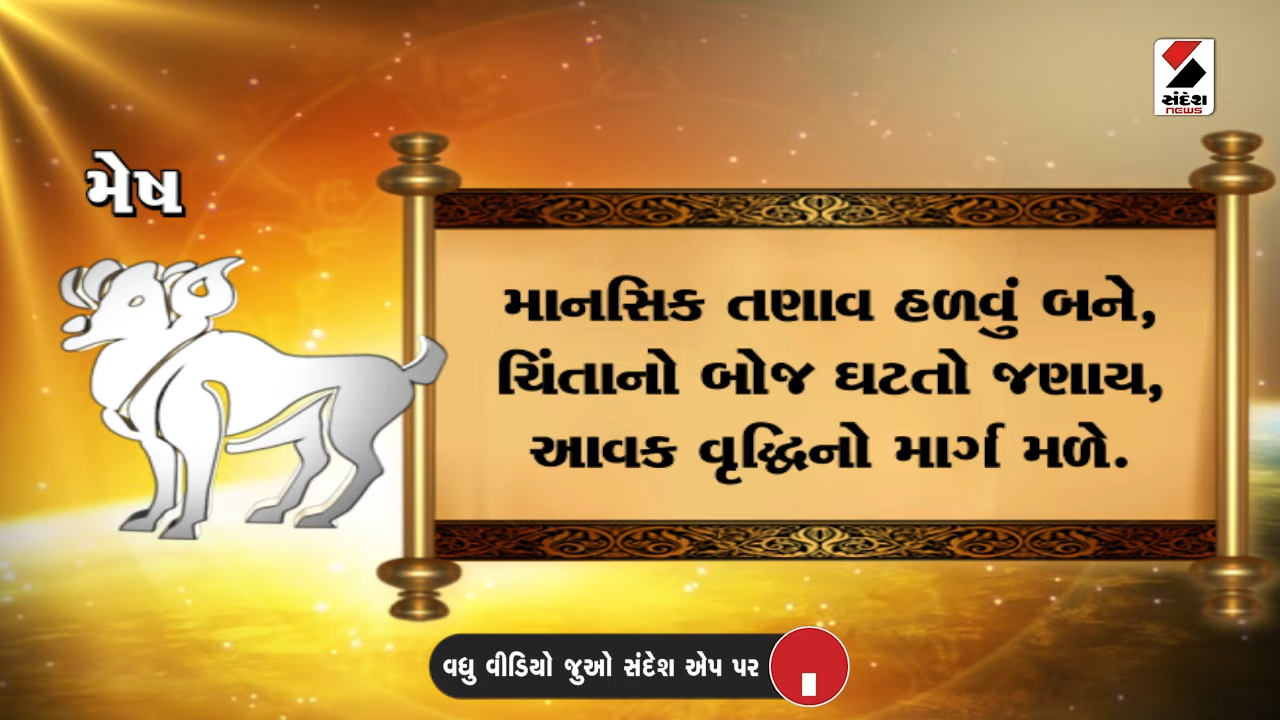 સંદેશ
NEWS
મેષ
માનસિક તણાવ હળવું બને,
ચિંતાનો બોજ ઘટતો જણાય,
આવક વૃદ્ધિનો માર્ગ મળે.
વધુ વીડિયો જુઓ સંદેશ એપ પર